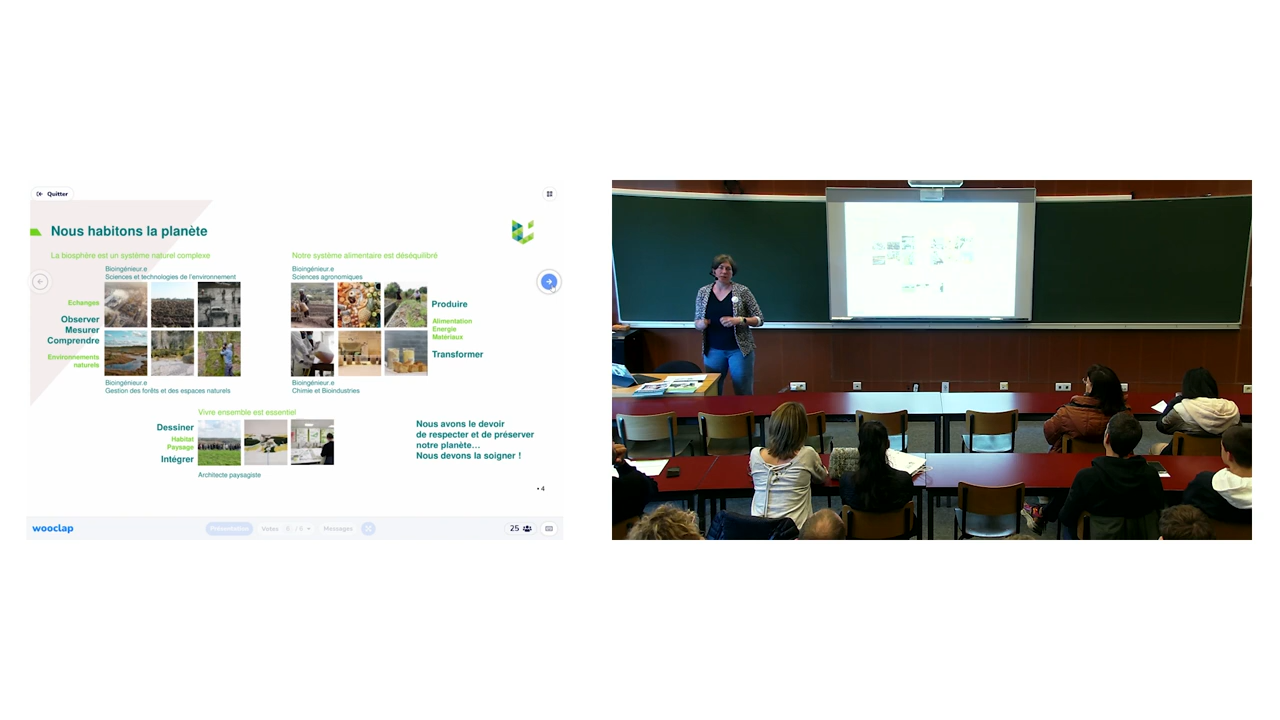 Quitter
Nous habitons la planète
La biosphère est un système naturel complexe
Bioingénieur.e
Sciences et technologies de l'environnement
Echanges
Observer
Mesurer
Comprendre
Environnements
naturels
Bioingénieur.e
Gestion des forêts et des espaces naturels
Notre système alimentaire est déséquilibré
Bioingénieur.e
Sciences agronomiques
Produire
Alimentation
Energie
Materiaux
Transformer
Bioingénieur.e
Chimie et Bioindustries
Vivre ensemble est essentiel
Dessiner
Habitat
Paysage
Intégrer
Architecte paysagiste
Nous avons le devoir
de respecter et de préserver
notre planète…
Nous devons la soigner !
• 4
wooclap
Présentation
Votes
Messages
25